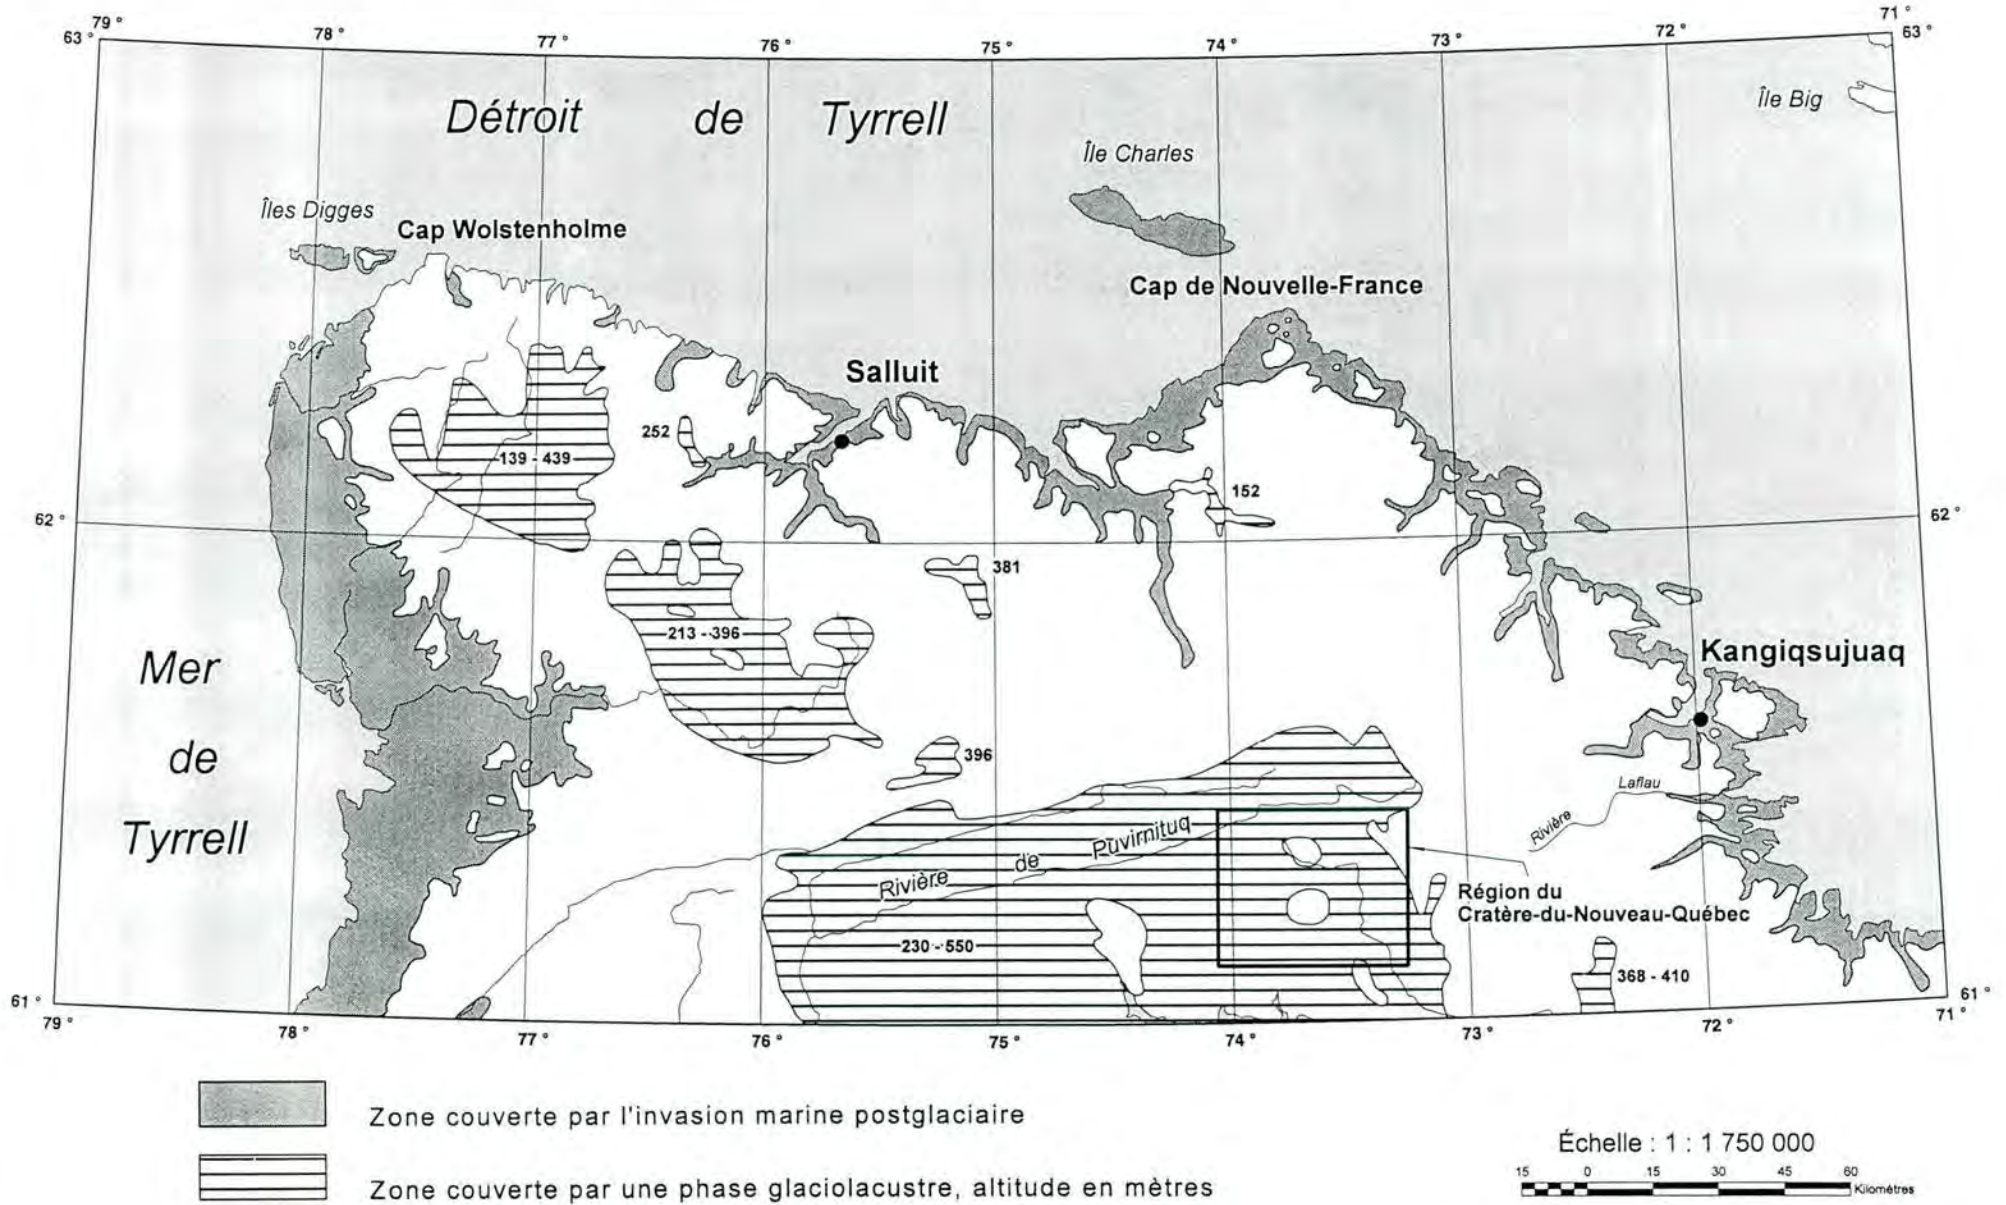 79 °
78 °
77 °
76 °
75 °
74 °
73 °
72 °
71 °
63 °
63 °
Détroit de Tyrrell
Île Big
Île Charles
Îles Digges
Cap Wolstenholme
Cap de Nouvelle-France
Salluit
252
139 - 439
152
62 °
62 °
381
213 - 396
Mer
de
Tyrrell
Kangiqsujuaq
396
Rivière Laflau
Rivière de Puvirnituq
Région du
Cratère-du-Nouveau-Québec
230 - 550
368 - 410
61 °
61 °
79 °
78 °
77 °
76 °
75 °
74 °
73 °
72 °
71 °
Zone couverte par l'invasion marine postglaciaire
Zone couverte par une phase glaciolacustre, altitude en mètres
Échelle : 1 : 1 750 000
15 0 15 30 45 60
Kilomètres